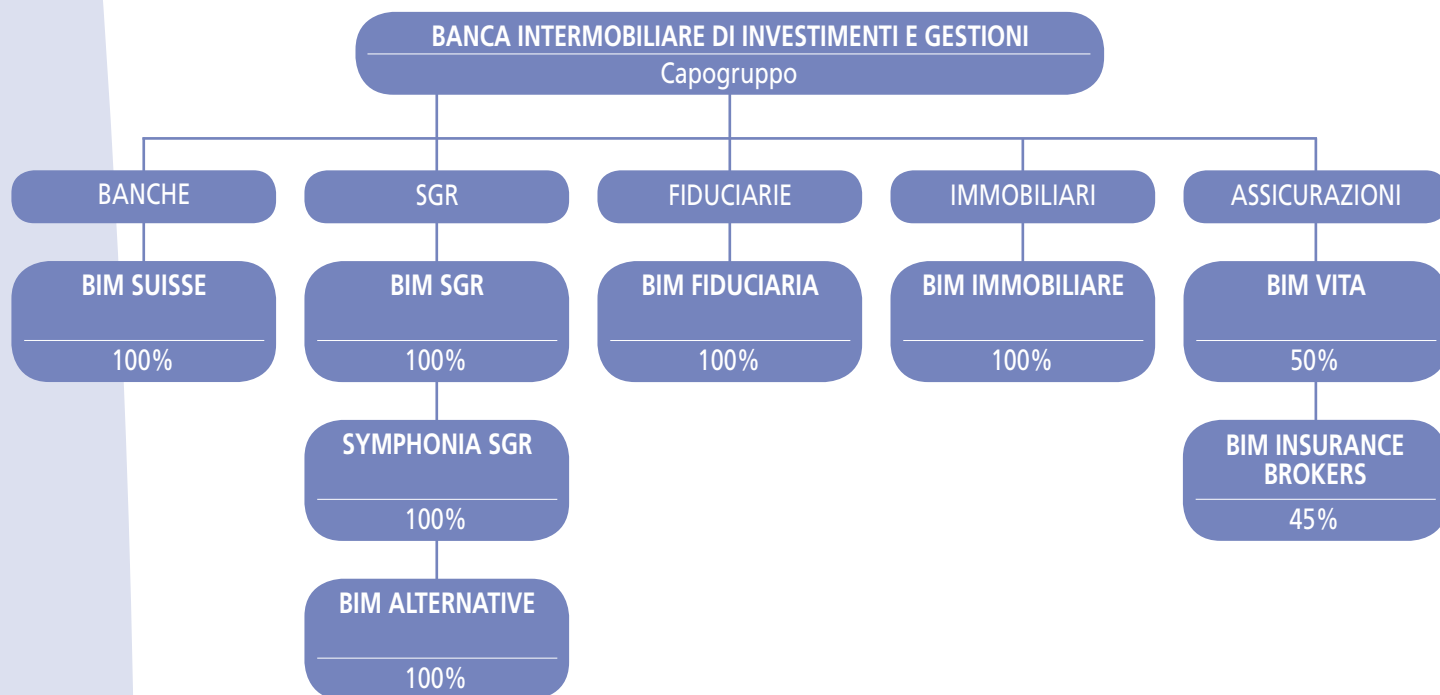 BANCA INTERMOBILIARE DI INVESTIMENTI E GESTIONI
Capogruppo
BANCHE
SGR
FIDUCIARIE
IMMOBILIARI
ASSICURAZIONI
BIM SUISSE
100%
BIM SGR
100%
BIM FIDUCIARIA
100%
BIM IMMOBILIARE
100%
BIM VITA
50%
SYMPHONIA SGR
100%
BIM INSURANCE
BROKERS
45%
BIM ALTERNATIVE
100%